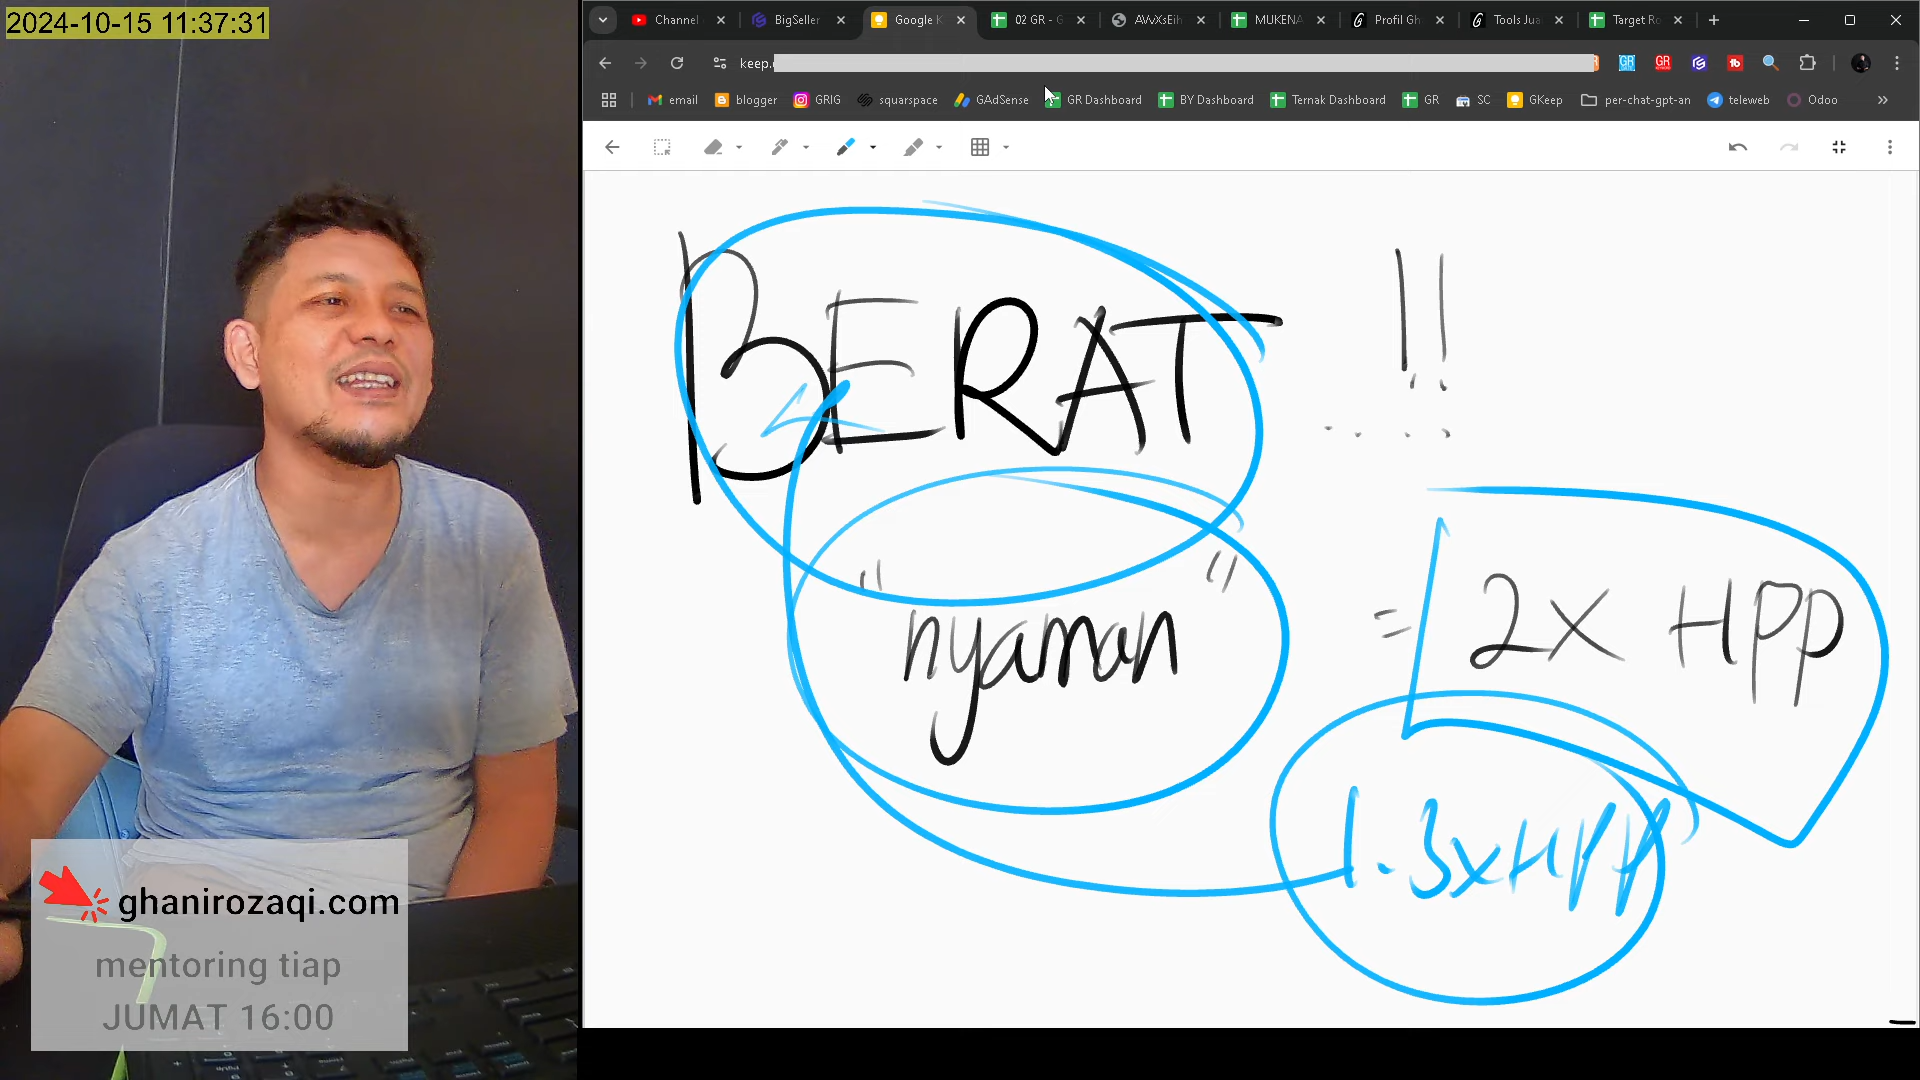 2024-10-15 11:37:31
Channel
BigSeller
Google K
02 GR - G
AVvXsEih
MUKENA
Profil Gh
Tools Jua
Target Ro
keep.
email
blogger
GRIG
squarspace
GAdSense
GR Dashboard
BY Dashboard
Ternak Dashboard
GR
SC
GKeep
per-chat-gpt-an
teleweb
Odoo
BERAT !!
"nyaman" = 2x HPP
1.3xHPP
ghanirozaqi.com
mentoring tiap
JUMAT 16:00